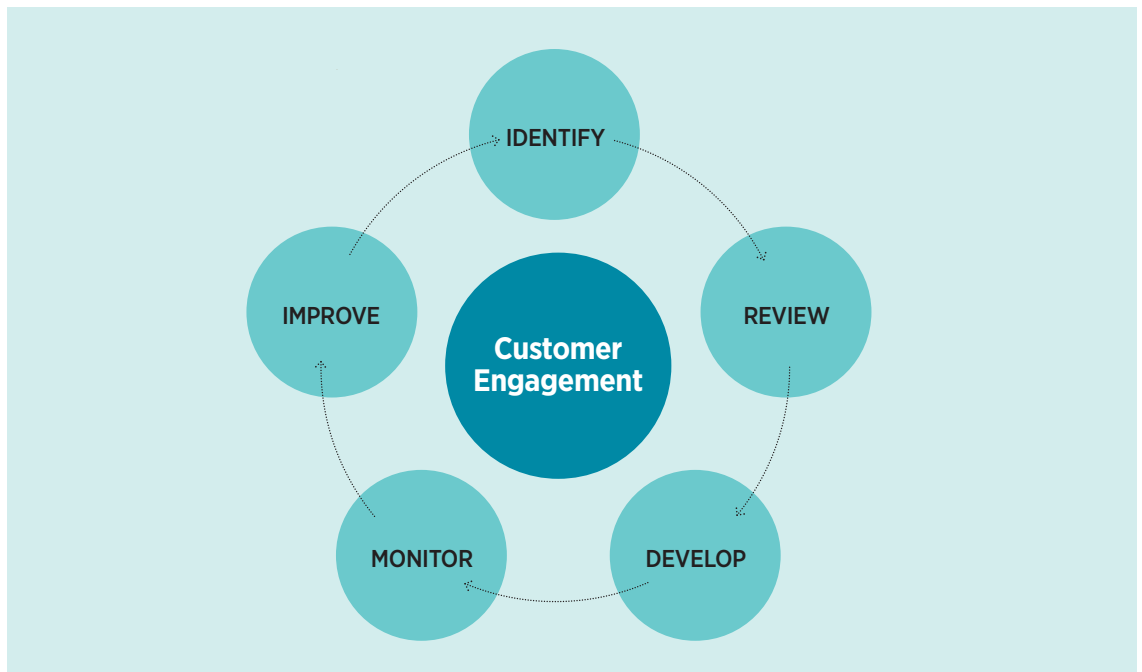 IDENTIFY
REVIEW
DEVELOP
MONITOR
IMPROVE
Customer
Engagement